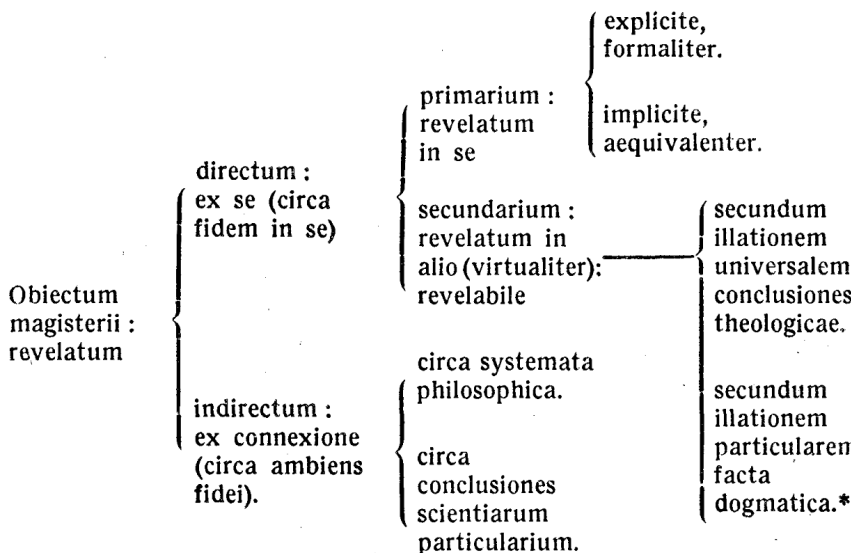 Obiectum
magisterii :
revelatum
directum :
ex se (circa
fidem in se)
primarium :
revelatum
in se
explicite,
formaliter.
implicite,
aequivalenter.
secundarium :
revelatum in
alio (virtualiter):
revelabile
secundum
illationem
universalem
conclusiones
theologicae.
secundum
illationem
particularem
facta
dogmatica.*
indirectum :
ex connexione
(circa ambiens
fidei).
circa systemata
philosophica.
circa
conclusiones
scientiarum
particularium.